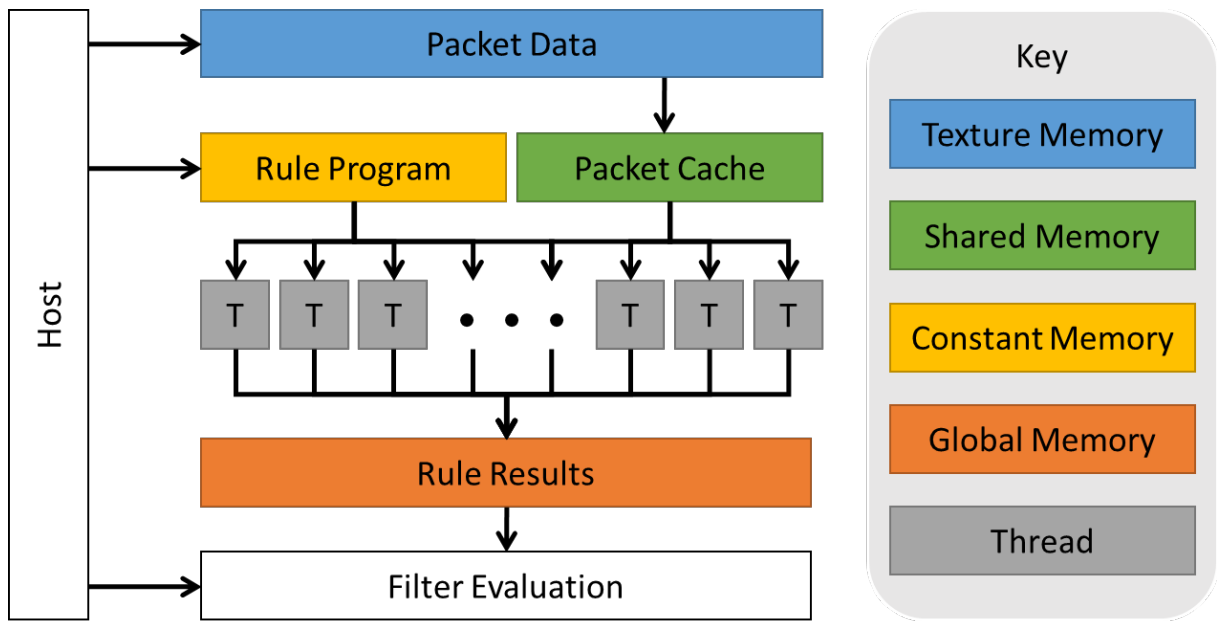 Packet Data
Rule Program
Packet Cache
Host
T T T • • • T T T
Rule Results
Filter Evaluation
Key
Texture Memory
Shared Memory
Constant Memory
Global Memory
Thread